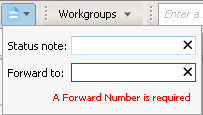 Workgroups
Enter a
Status note:
Forward to:
A Forward Number is required